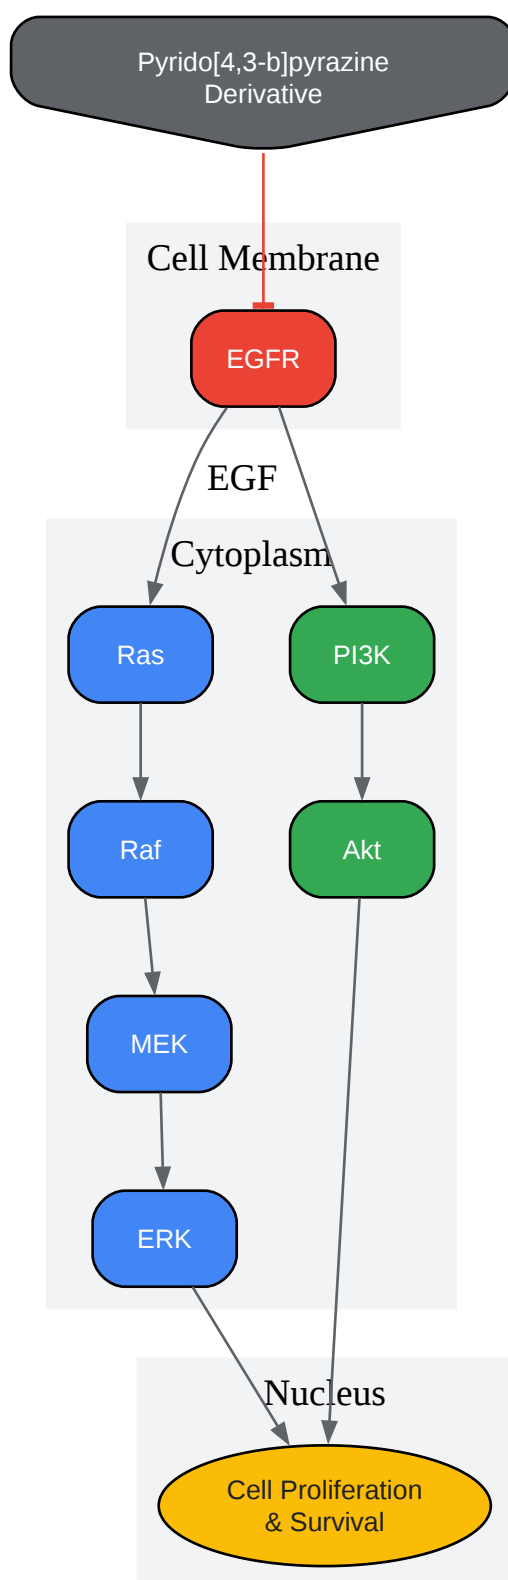 Pyrido[4,3-b]pyrazine
Derivative
Cell Membrane
EGFR
EGF
Cytoplasm
Ras
PI3K
Raf
Akt
MEK
ERK
Nucleus
Cell Proliferation
& Survival